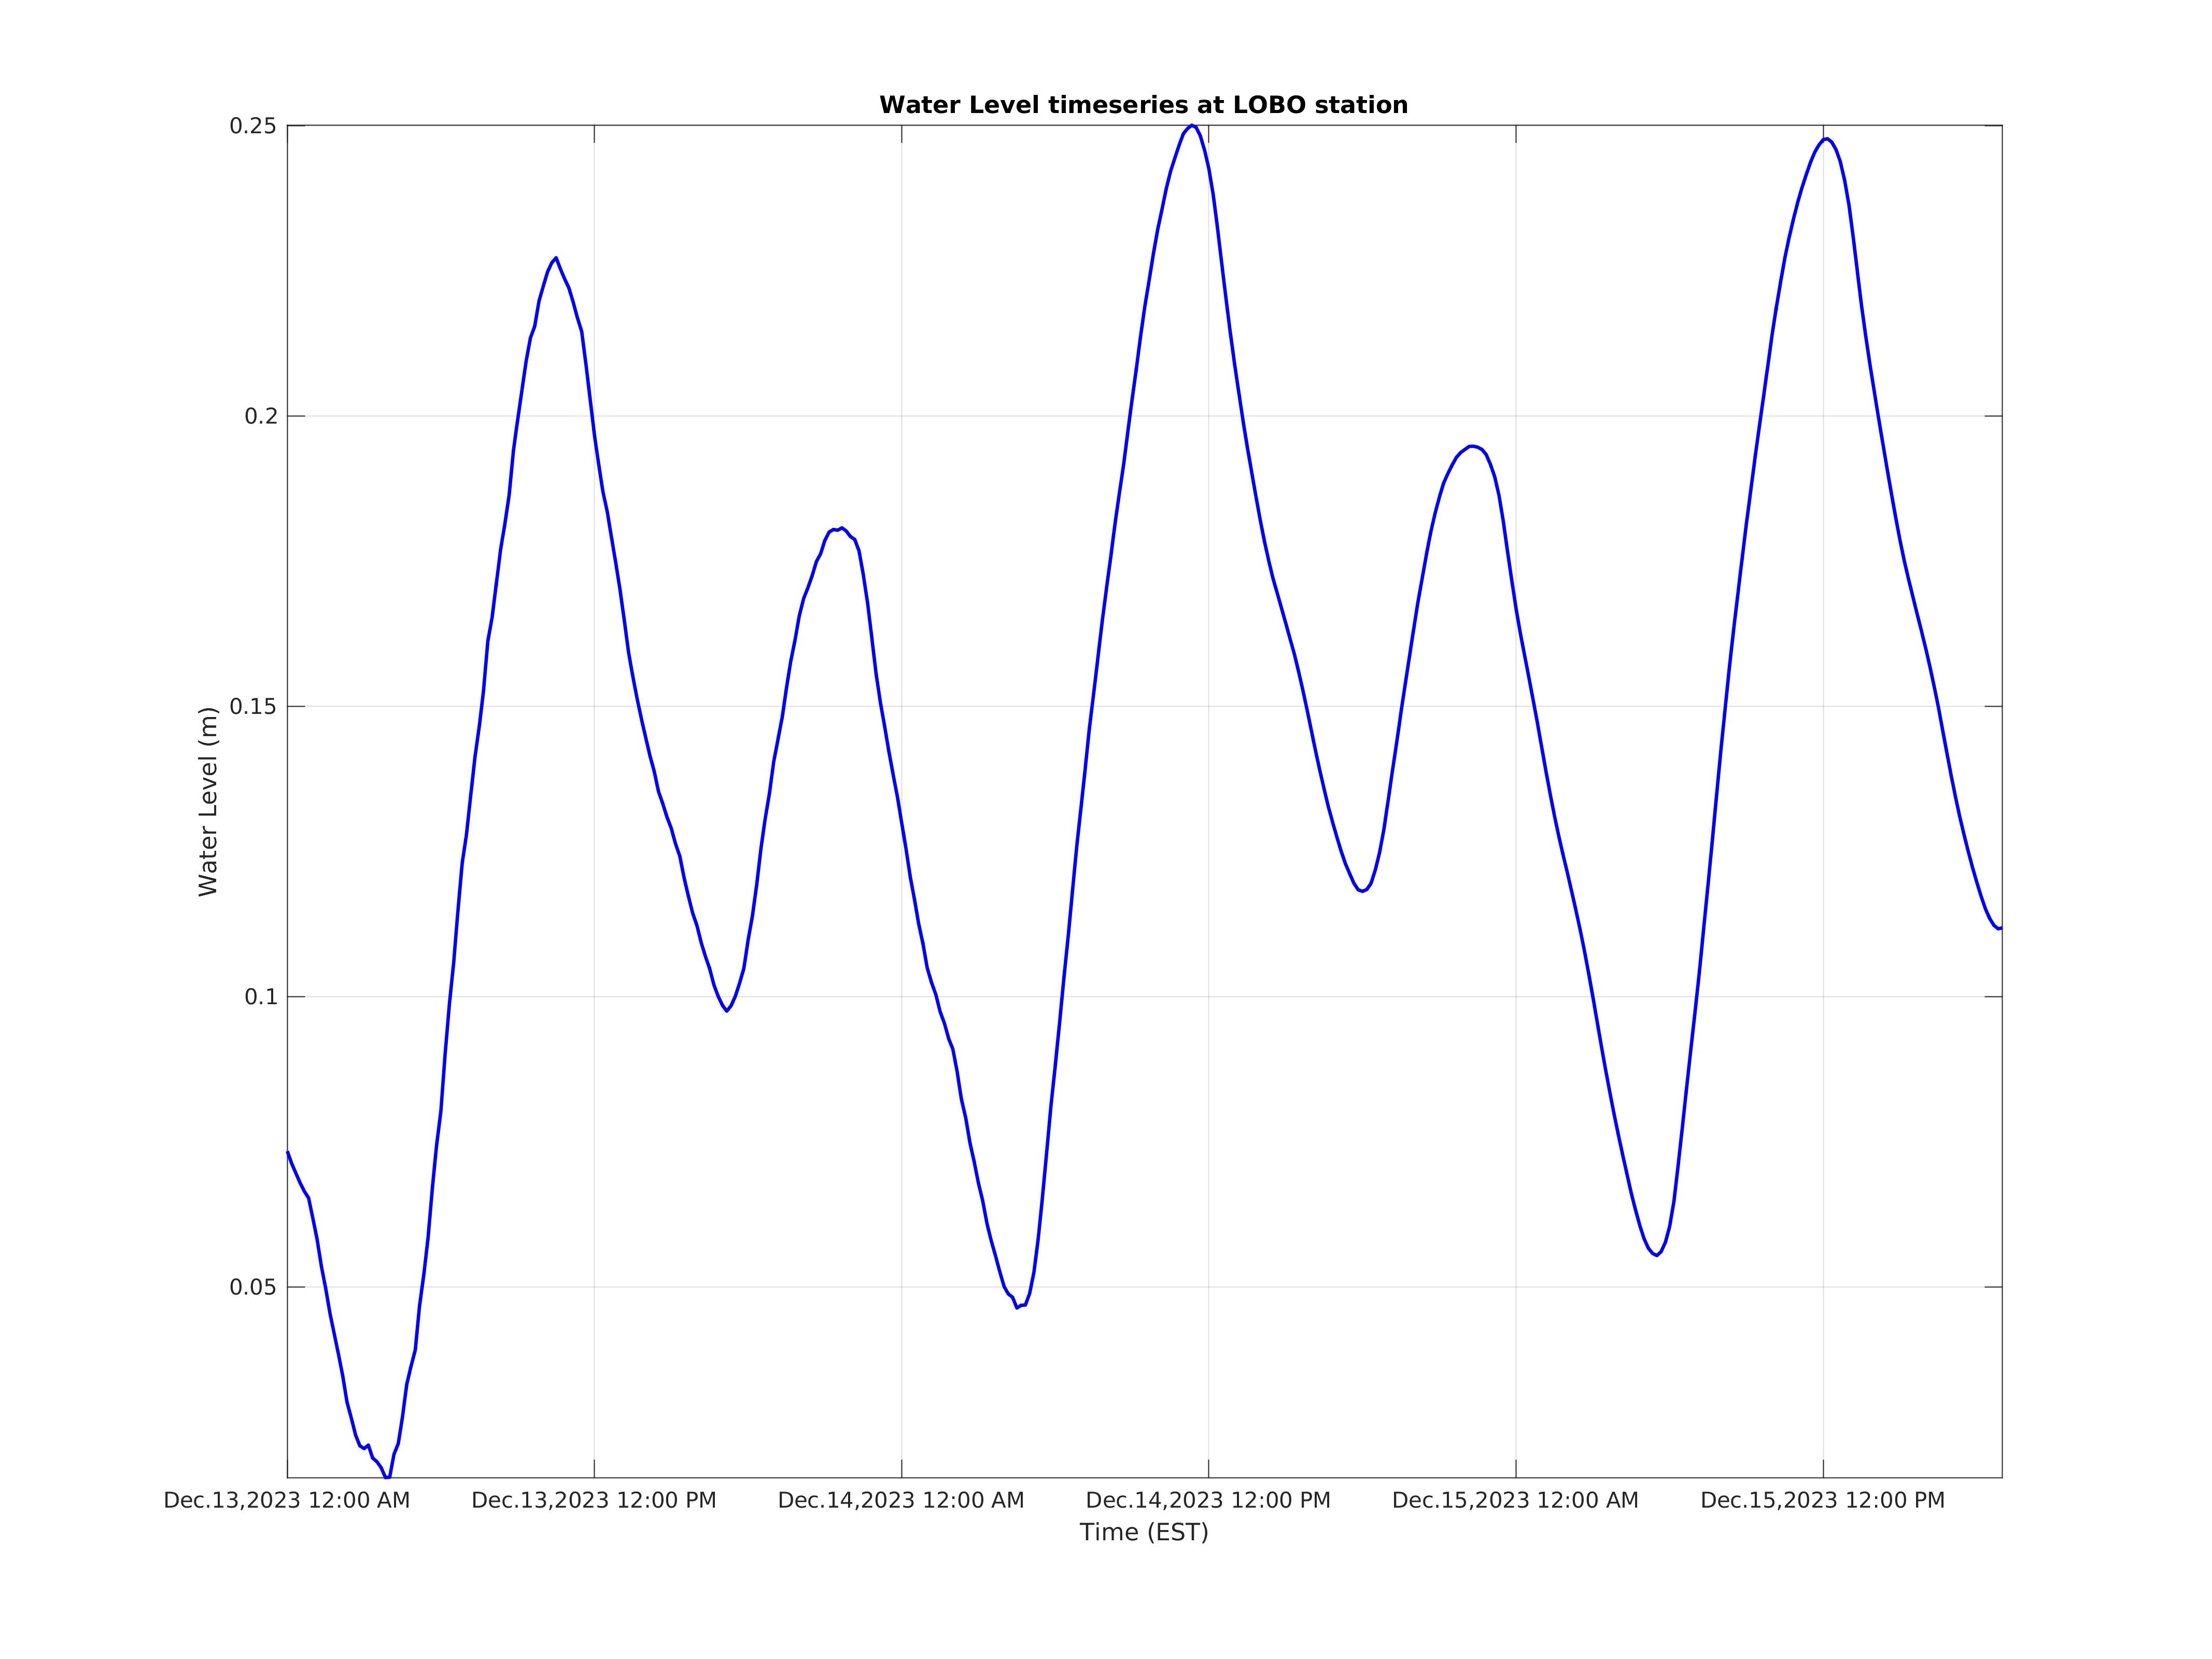 Water Level timeseries at LOBO station
0.25
0.2
0.15
0.1
0.05
Water Level (m)
Dec.13,2023 12:00 AM
Dec.13,2023 12:00 PM
Dec.14,2023 12:00 AM
Dec.14,2023 12:00 PM
Dec.15,2023 12:00 AM
Dec.15,2023 12:00 PM
Time (EST)